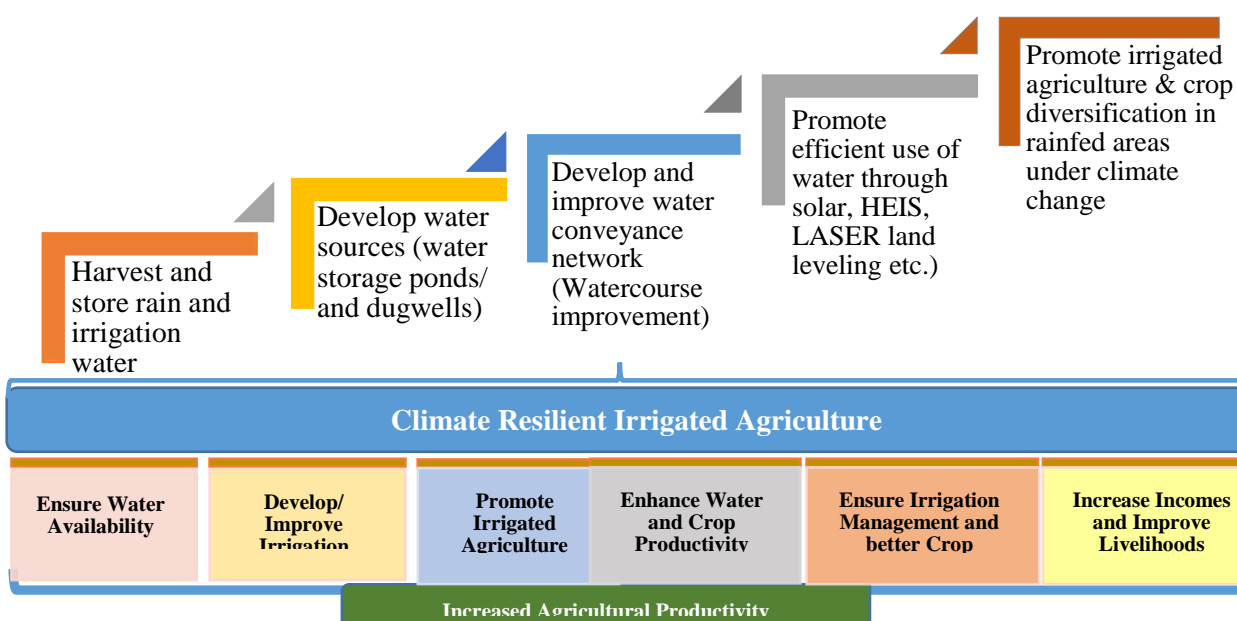 Harvest and
store rain and
irrigation
water
Develop water
sources (water
storage ponds/
and dugwells)
Develop and
improve water
conveyance
network
(Watercourse
improvement)
Promote
efficient use of
water through
solar, HEIS,
LASER land
leveling etc.)
Promote irrigated
agriculture & crop
diversification in
rainfed areas
under climate
change
Climate Resilient Irrigated Agriculture
Ensure Water
Availability
Develop/
Improve
Irrigation
Promote
Irrigated
Agriculture
Enhance Water
and Crop
Productivity
Ensure Irrigation
Management and
better Crop
Increase Incomes
and Improve
Livelihoods
Increased Agricultural Productivity